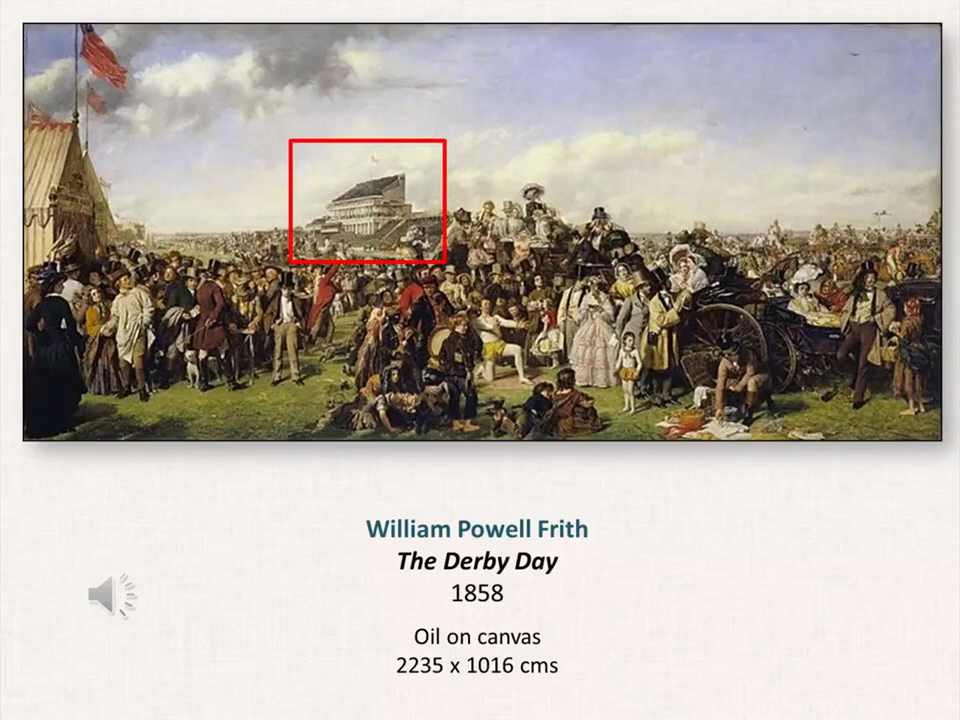 William Powell Frith
The Derby Day
1858
Oil on canvas
2235 x 1016 cms